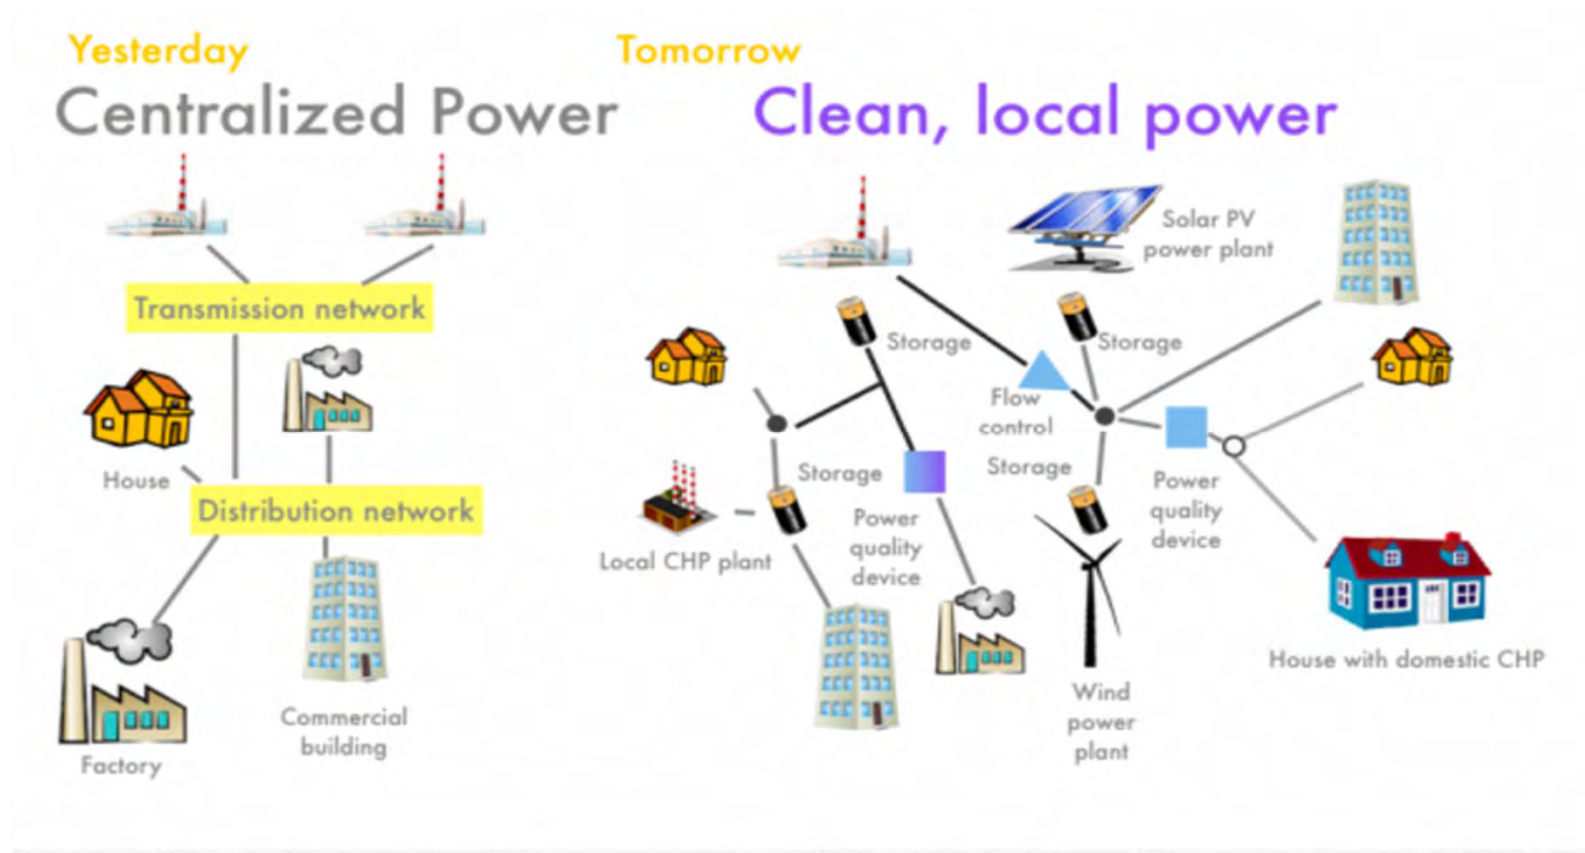 Yesterday
Centralized Power
Transmission network
House
Distribution network
Factory
Commercial
building
Tomorrow
Clean, local power
Solar PV
power plant
Storage
Storage
Flow
control
Storage
Storage
Local CHP plant
Power
quality
device
Power
quality
device
Wind
power
plant
House with domestic CHP